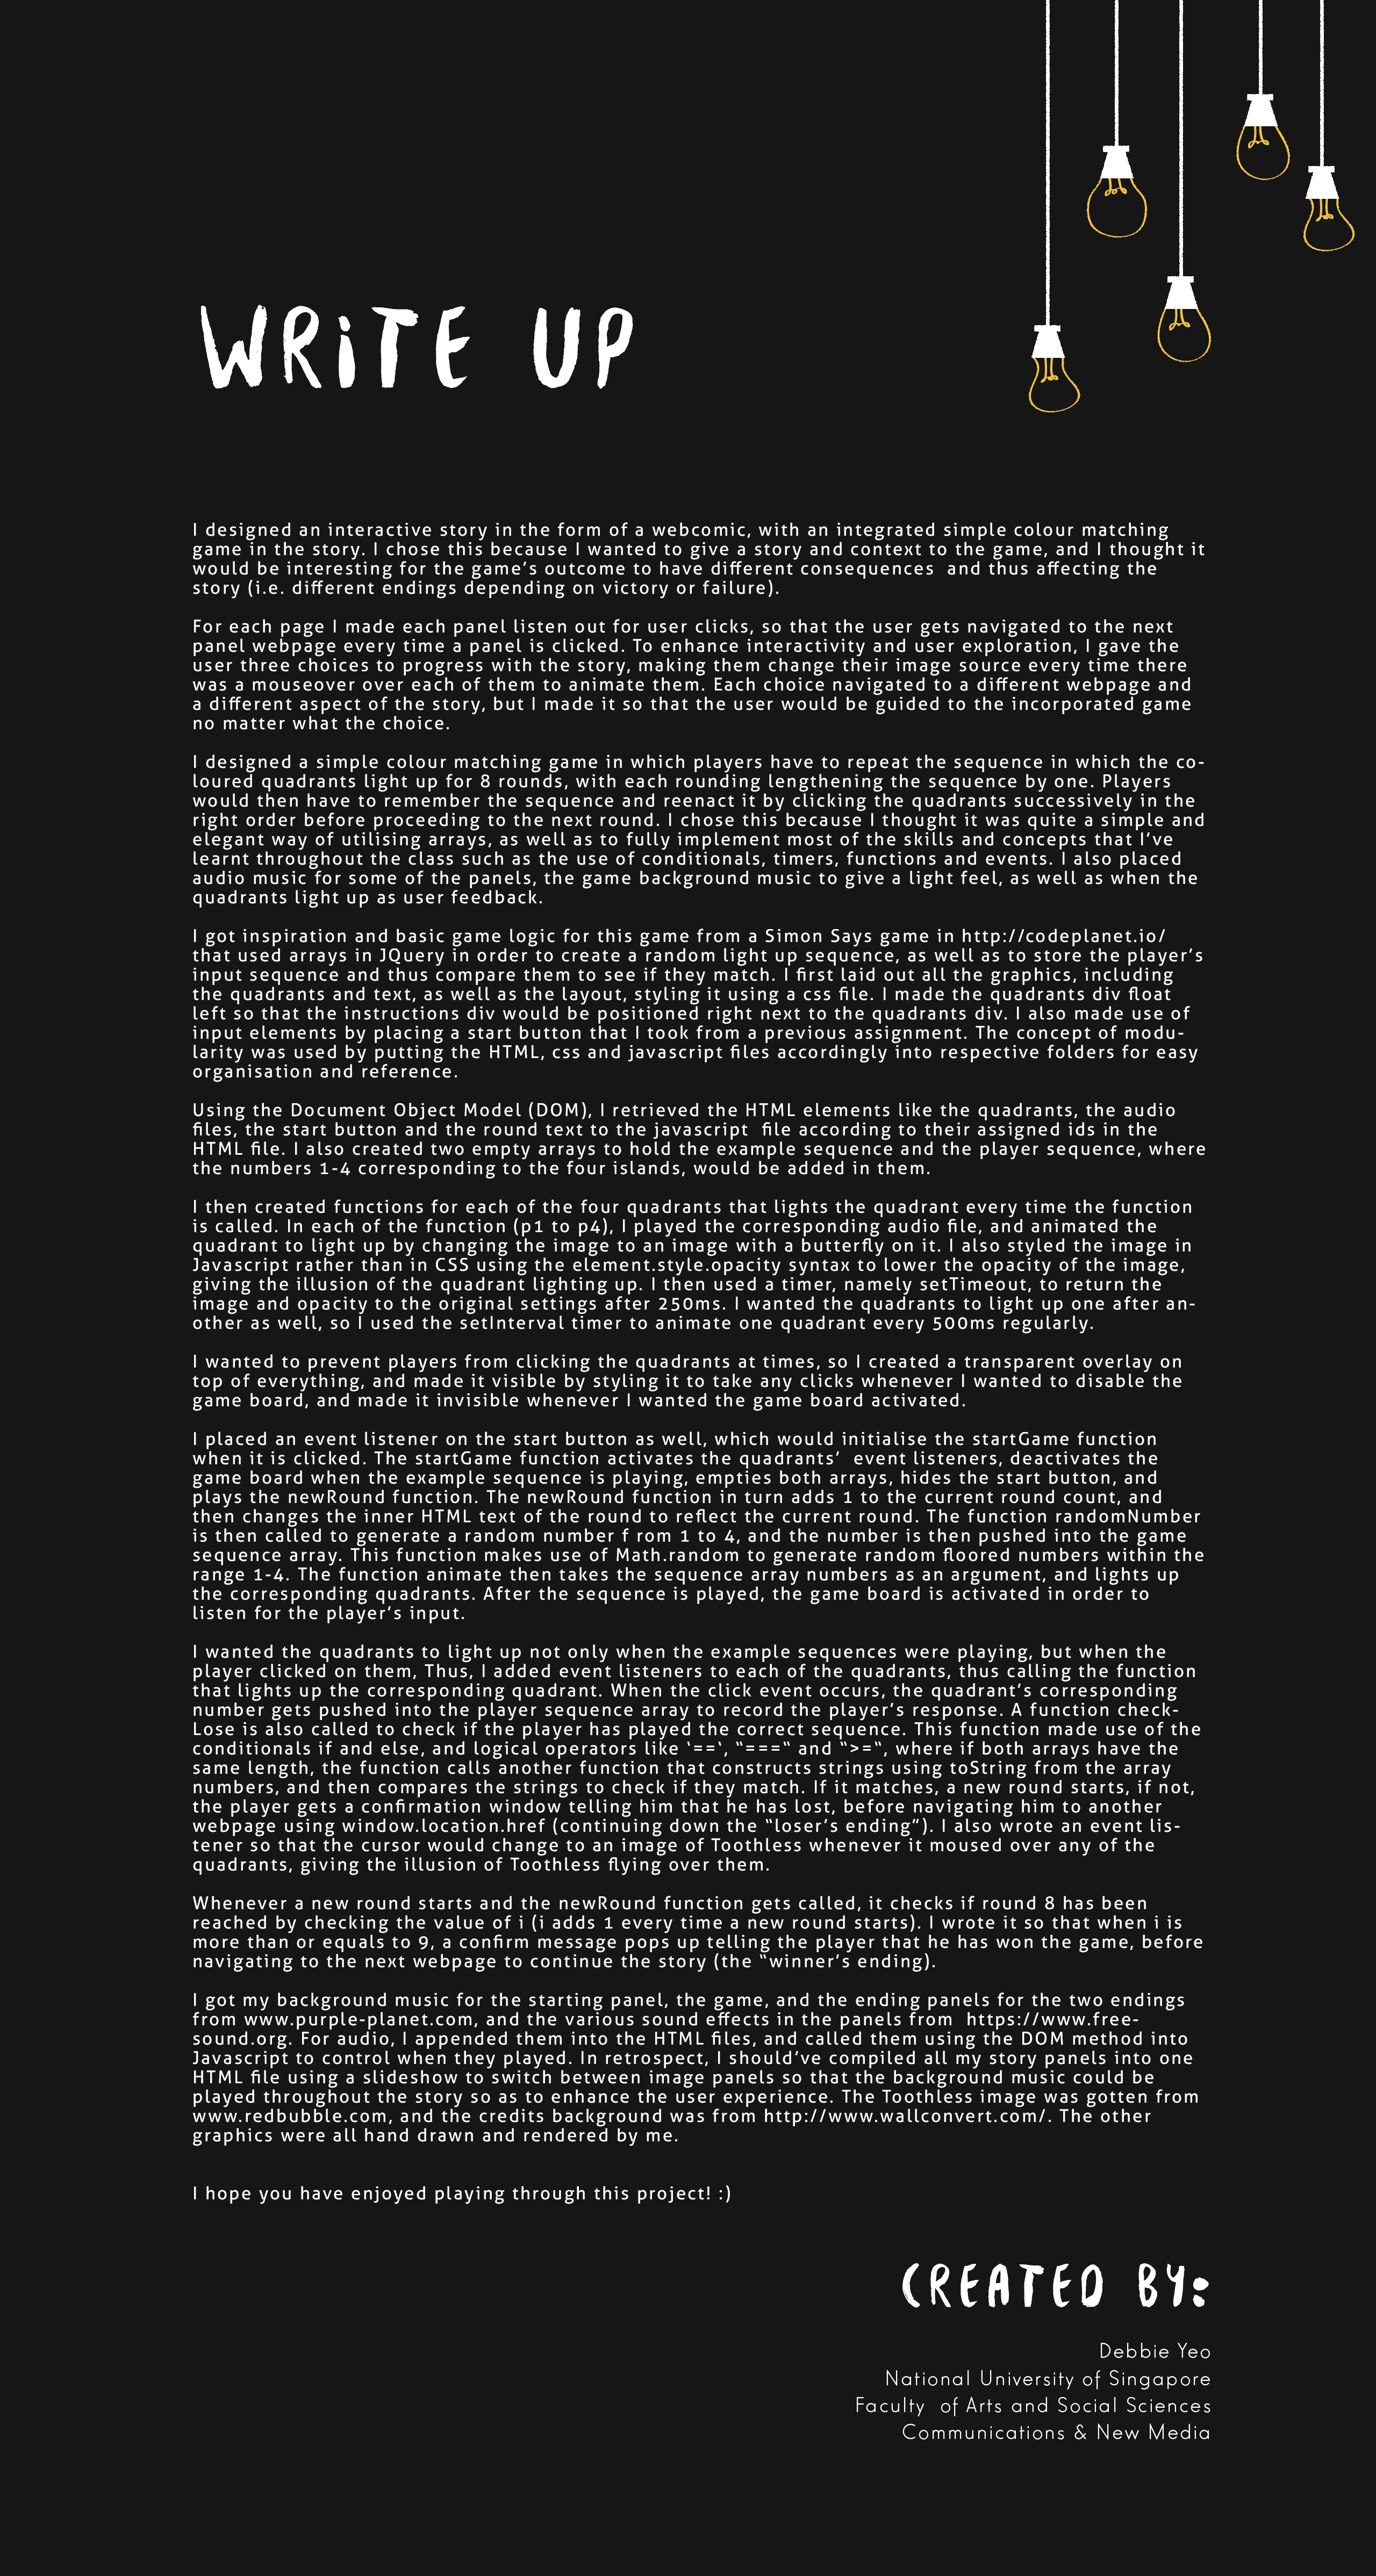 WRiTE UP
I designed an interactive story in the form of a webcomic, with an integrated simple colour matching
game in the story. I chose this because I wanted to give a story and context to the game, and I thought it
would be interesting for the game's outcome to have different consequences  and thus affecting the
story (i.e. different endings depending on victory or failure).
For each page I made each panel listen out for user clicks, so that the user gets navigated to the next
panel webpage every time a panel is clicked. To enhance interactivity and user exploration, I gave the
user three choices to progress with the story, making them change their image source every time there
was a mouseover over each of them to animate them. Each choice navigated to a different webpage and
a different aspect of the story, but I made it so that the user would be guided to the incorporated game
no matter what the choice.
I designed a simple colour matching game in which players have to repeat the sequence in which the co-
loured quadrants light up for 8 rounds, with each rounding lengthening the sequence by one. Players
would then have to remember the sequence and reenact it by clicking the quadrants successively in the
right order before proceeding to the next round. I chose this because I thought it was quite a simple and
elegant way of utilising arrays, as well as to fully implement most of the skills and concepts that I've
learnt throughout the class such as the use of conditionals, timers, functions and events. I also placed
audio music for some of the panels, the game background music to give a light feel, as well as when the
quadrants light up as user feedback.
I got inspiration and basic game logic for this game from a Simon Says game in http://codeplanet.io/
that used arrays in JQuery in order to create a random light up sequence, as well as to store the player's
input sequence and thus compare them to see if they match. I first laid out all the graphics, including
the quadrants and text, as well as the layout, styling it using a css file. I made the quadrants div float
left so that the instructions div would be positioned right next to the quadrants div. I also made use of
input elements by placing a start button that I took from a previous assignment. The concept of modu-
larity was used by putting the HTML, css and javascript files accordingly into respective folders for easy
organisation and reference.
Using the Document Object Model (DOM), I retrieved the HTML elements like the quadrants, the audio
files, the start button and the round text to the javascript  file according to their assigned ids in the
HTML file. I also created two empty arrays to hold the example sequence and the player sequence, where
the numbers 1-4 corresponding to the four islands, would be added in them.
I then created functions for each of the four quadrants that lights the quadrant every time the function
is called. In each of the function (p1 to p4), I played the corresponding audio file, and animated the
quadrant to light up by changing the image to an image with a butterfly on it. I also styled the image in
Javascript rather than in CSS using the element.style.opacity syntax to lower the opacity of the image,
giving the illusion of the quadrant lighting up. I then used a timer, namely setTimeout, to return the
image and opacity to the original settings after 250ms. I wanted the quadrants to light up one after an-
other as well, so I used the setInterval timer to animate one quadrant every 500ms regularly.
I wanted to prevent players from clicking the quadrants at times, so I created a transparent overlay on
top of everything, and made it visible by styling it to take any clicks whenever I wanted to disable the
game board, and made it invisible whenever I wanted the game board activated.
I placed an event listener on the start button as well, which would initialise the startGame function
when it is clicked. The startGame function activates the quadrants'  event listeners, deactivates the
game board when the example sequence is playing, empties both arrays, hides the start button, and
plays the newRound function. The newRound function in turn adds 1 to the current round count, and
then changes the inner HTML text of the round to reflect the current round. The function randomNumber
is then called to generate a random number f rom 1 to 4, and the number is then pushed into the game
sequence array. This function makes use of Math.random to generate random floored numbers within the
range 1-4. The function animate then takes the sequence array numbers as an argument, and lights up
the corresponding quadrants. After the sequence is played, the game board is activated in order to
listen for the player's input.
I wanted the quadrants to light up not only when the example sequences were playing, but when the
player clicked on them, Thus, I added event listeners to each of the quadrants, thus calling the function
that lights up the corresponding quadrant. When the click event occurs, the quadrant's corresponding
number gets pushed into the player sequence array to record the player's response. A function check-
Lose is also called to check if the player has played the correct sequence. This function made use of the
conditionals if and else, and logical operators like ‘==‘, “===“ and “>=“, where if both arrays have the
same length, the function calls another function that constructs strings using toString from the array
numbers, and then compares the strings to check if they match. If it matches, a new round starts, if not,
the player gets a confirmation window telling him that he has lost, before navigating him to another
webpage using window.location.href (continuing down the “loser's ending”). I also wrote an event lis-
tener so that the cursor would change to an image of Toothless whenever it moused over any of the
quadrants, giving the illusion of Toothless flying over them.
Whenever a new round starts and the newRound function gets called, it checks if round 8 has been
reached by checking the value of i (i adds 1 every time a new round starts). I wrote it so that when i is
more than or equals to 9, a confirm message pops up telling the player that he has won the game, before
navigating to the next webpage to continue the story (the “winner's ending).
I got my background music for the starting panel, the game, and the ending panels for the two endings
from www.purple-planet.com, and the various sound effects in the panels from  https://www.free-
sound.org. For audio, I appended them into the HTML files, and called them using the DOM method into
Javascript to control when they played. In retrospect, I should've compiled all my story panels into one
HTML file using a slideshow to switch between image panels so that the background music could be
played throughout the story so as to enhance the user experience. The Toothless image was gotten from
www.redbubble.com, and the credits background was from http://www.wallconvert.com/. The other
graphics were all hand drawn and rendered by me.
I hope you have enjoyed playing through this project! :)
CREATED BY:
Debbie Yeo
National University of Singapore
Faculty  of Arts and Social Sciences
Communications & New Media